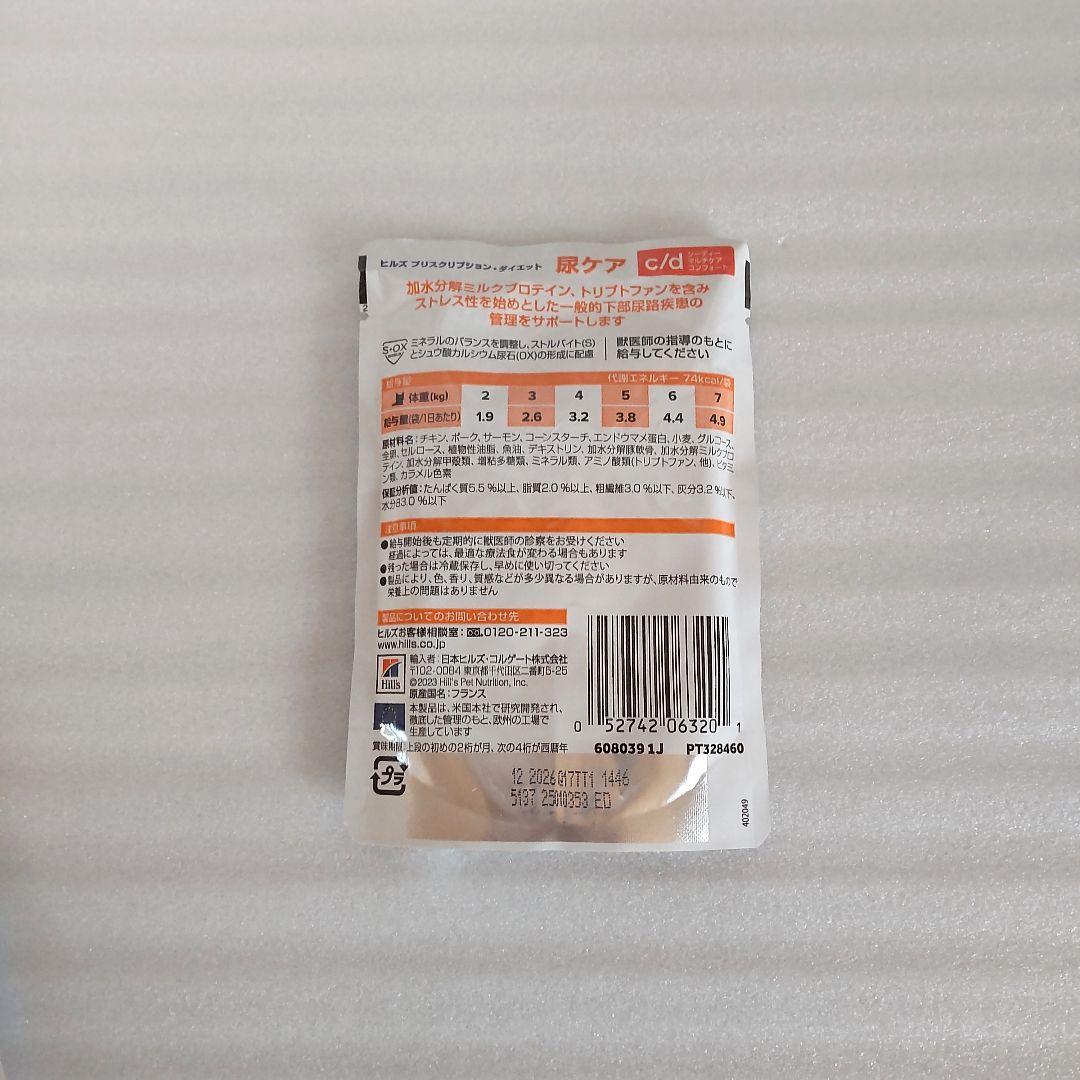 ヒルズ プリスクリプション・ダイエット 尿ケア c/d シーディー マルチケア コンフォート
加水分解ミルクプロテイン、トリプトファンを含み
ストレス性を始めとした一般的下部尿路疾患の
管理をサポートします
S+OX ミネラルのバランスを調整し、ストルバイト(S)
とシュウ酸カルシウム尿石(OX)の形成に配慮
獣医師の指導のもとに
給与してください
給与量 代謝エネルギー 74kcal/袋
体重(kg) 2 3 4 5 6 7
給与量(袋/1日あたり) 1.9 2.6 3.2 3.8 4.4 4.9
原材料名:チキン、ポーク、サーモン、コーンスターチ、エンドウマメ蛋白、小麦、グルコース、
全卵、セルロース、植物性油脂、魚油、デキストリン、加水分解豚軟骨、加水分解ミルクプロ
テイン、加水分解甲殻類、増粘多糖類、ミネラル類、アミノ酸類(トリプトファン、他)、ビタミ
ン類、カラメル色素
保証分析値:たんぱく質5.5%以上、脂質2.0%以上、粗繊維3.0%以下、灰分3.2%以下、
水分83.0%以下
注意事項
●給与開始後も定期的に獣医師の診察をお受けください
経過によっては、最適な療法食が変わる場合もあります
●残った場合は冷蔵保存し、早めに使い切ってください
●製品により、色、香り、質感などが多少異なる場合がありますが、原材料由来のもので
栄養上の問題はありません
製品についてのお問い合わせ先
ヒルズお客様相談室:0120-211-323
www.hills.co.jp
Hill's
輸入者:日本ヒルズ・コルゲート株式会社
〒102-0084 東京都千代田区二番町5-25
©2023 Hill's Pet Nutrition, Inc.
原産国名:フランス
本製品は、米国本社で研究開発され、
徹底した管理のもと、欧州の工場で
生産しています
0 52742 06320 1
賞味期限:上段の初めの2桁が月、次の4桁が西暦年
608039 1J PT328460
プラ
12 2026 Q17TT1 1446
5137 25010353 ED
402049